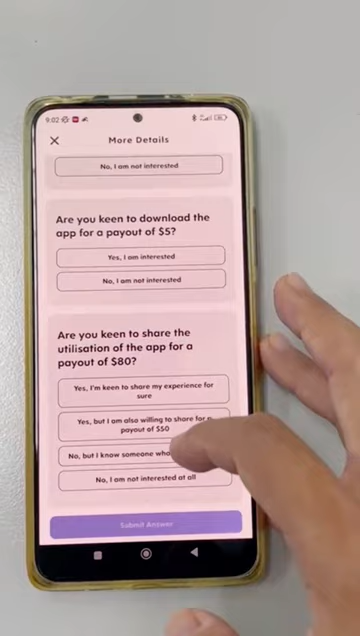 9:02
More Details
No, I am not interested
Are you keen to download the
app for a payout of $5?
Yes, I am interested
No, I am not interested
Are you keen to share the
utilisation of the app for a
payout of $80?
Yes, I'm keen to share my experience for
sure
Yes, but I am also willing to share for
payout of $50
No, but I know someone who
No, I am not interested at all
Submit Answer